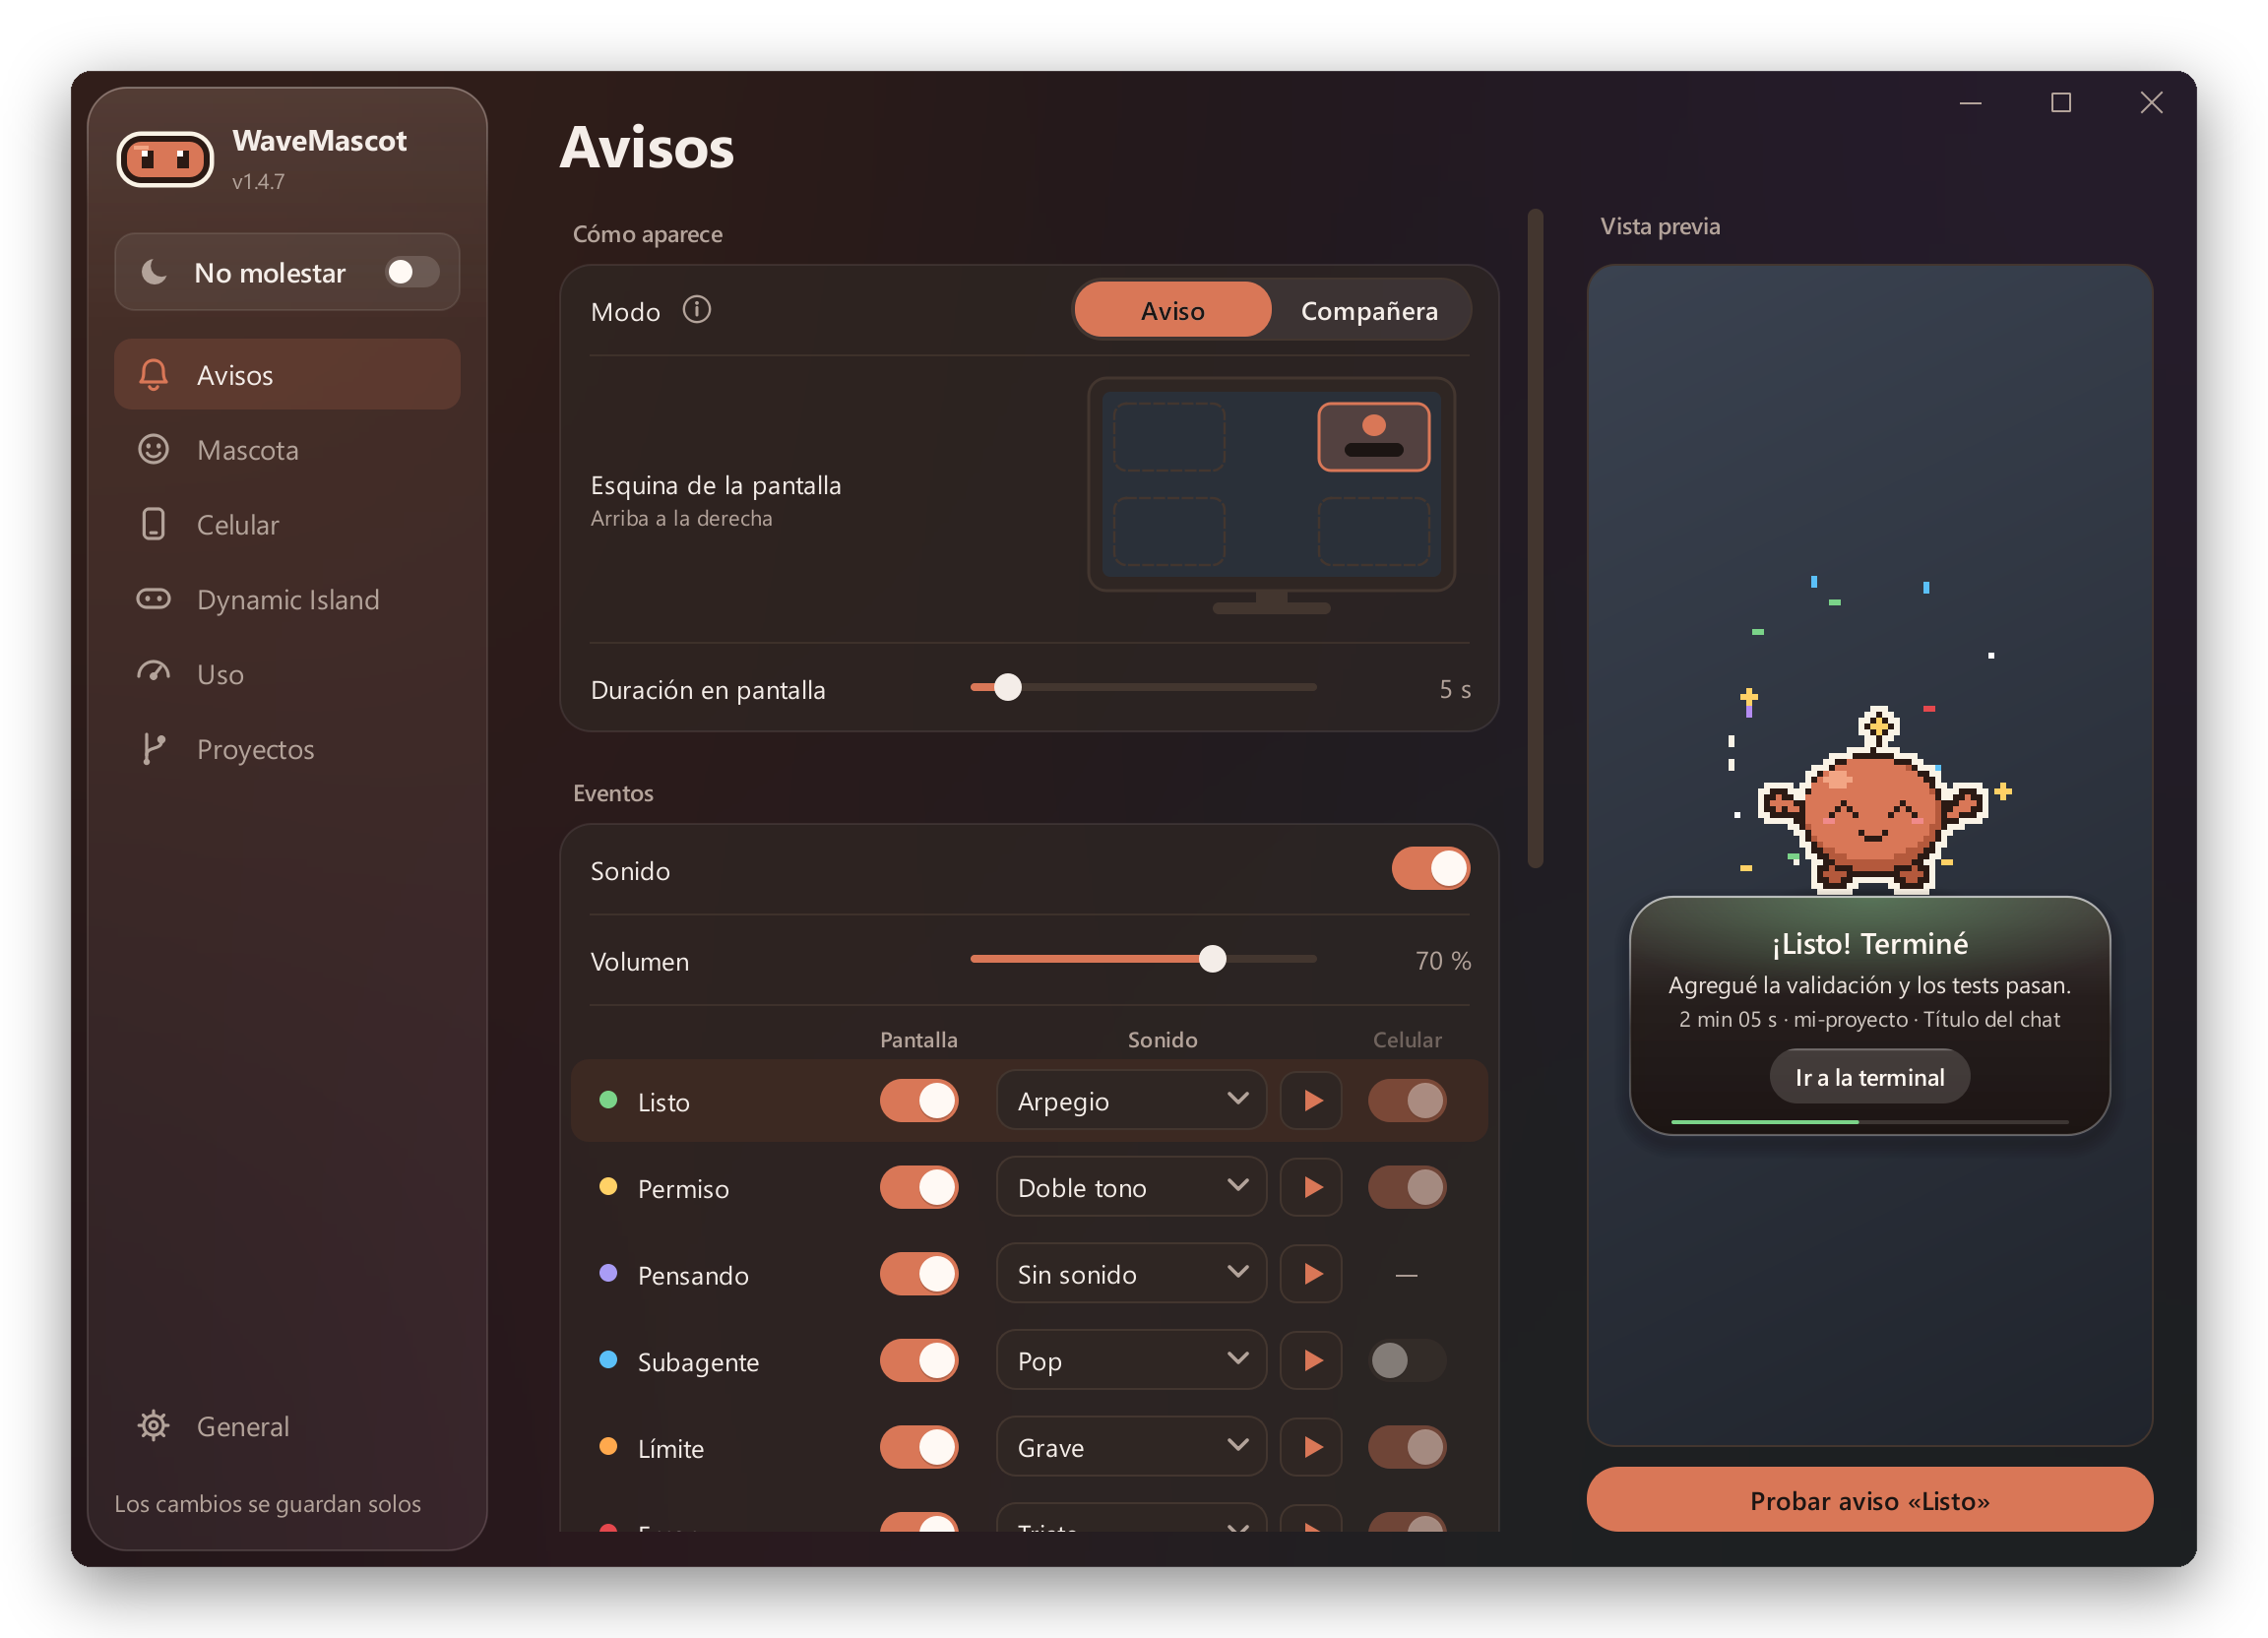 WaveMascot
v1.4.7
No molestar
Avisos
Mascota
Celular
Dynamic Island
Uso
Proyectos
General
Los cambios se guardan solos
Avisos
Cómo aparece
Modo
Aviso
Compañera
Esquina de la pantalla
Arriba a la derecha
Duración en pantalla
5 s
Eventos
Sonido
Volumen
70 %
Pantalla
Sonido
Celular
Listo
Arpegio
Permiso
Doble tono
Pensando
Sin sonido
—
Subagente
Pop
Límite
Grave
Vista previa
¡Listo! Terminé
Agregué la validación y los tests pasan.
2 min 05 s · mi-proyecto · Título del chat
Ir a la terminal
Probar aviso «Listo»